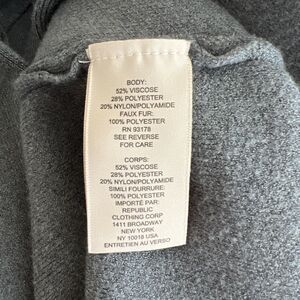 BODY:
52% VISCOSE
28% POLYESTER
20% NYLON/POLYAMIDE
FAUX FUR:
100% POLYESTER
RN 93178
SEE REVERSE
FOR CARE
CORPS:
52% VISCOSE
28% POLYESTER
20% NYLON/POLYAMIDE
SIMILI FOURRURE:
100% POLYESTER
IMPORTÉ PAR:
REPUBLIC
CLOTHING CORP
1411 BROADWAY
NEW YORK
NY 10018 USA
ENTRETIEN AU VERSO